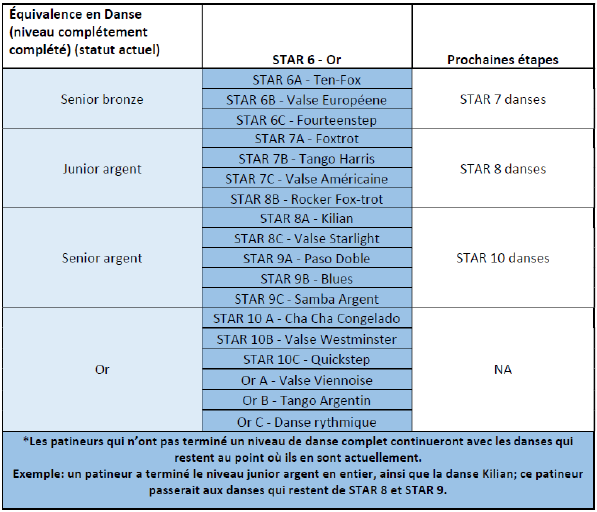 Équivalence en Danse
(niveau complétement
complété) (statut actuel)
STAR 6 - Or
Prochaines étapes
Senior bronze
STAR 6A - Ten-Fox
STAR 6B - Valse Européene
STAR 6C - Fourteenstep
STAR 7 danses
Junior argent
STAR 7A - Foxtrot
STAR 7B - Tango Harris
STAR 7C - Valse Américaine
STAR 8B - Rocker Fox-trot
STAR 8 danses
Senior argent
STAR 8A - Kilian
STAR 8C - Valse Starlight
STAR 9A - Paso Doble
STAR 9B - Blues
STAR 9C - Samba Argent
STAR 10 danses
Or
STAR 10 A - Cha Cha Congelado
STAR 10B - Valse Westminster
STAR 10C - Quickstep
Or A - Valse Viennoise
Or B - Tango Argentin
Or C - Danse rythmique
NA
*Les patineurs qui n'ont pas terminé un niveau de danse complet continueront avec les danses qui
restent au point où ils en sont actuellement.
Exemple: un patineur a terminé le niveau junior argent en entier, ainsi que la danse Kilian; ce patineur
passerait aux danses qui restent de STAR 8 et STAR 9.